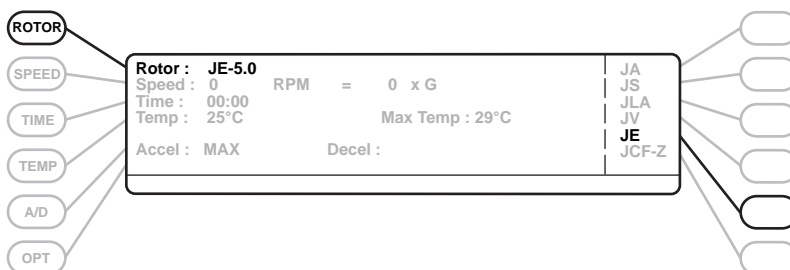 ROTOR
SPEED
TIME
TEMP
A/D
OPT
Rotor : JE-5.0
Speed : 0 RPM = 0 x G
Time : 00:00
Temp : 25°C Max Temp : 29°C
Accel : MAX Decel :
JA
JS
JLA
JV
JE
JCF-Z